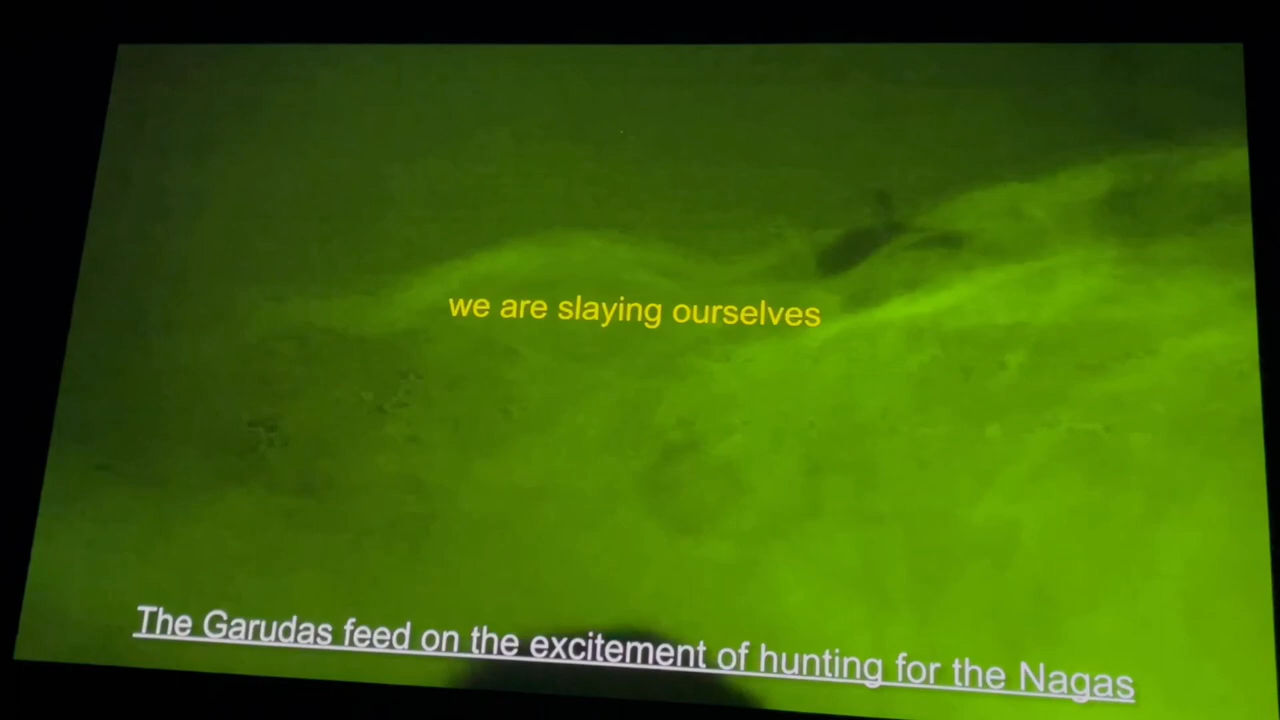 we are slaying ourselves
The Garudas feed on the excitement of hunting for the Nagas